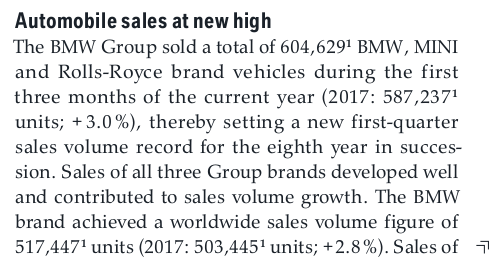 Automobile sales at new high
The BMW Group sold a total of 604,629¹ BMW, MINI
and Rolls-Royce brand vehicles during the first
three months of the current year (2017: 587,237¹
units; + 3.0 %), thereby setting a new first-quarter
sales volume record for the eighth year in succes-
sion. Sales of all three Group brands developed well
and contributed to sales volume growth. The BMW
brand achieved a worldwide sales volume figure of
517,447¹ units (2017: 503,445¹ units; + 2.8 %). Sales of